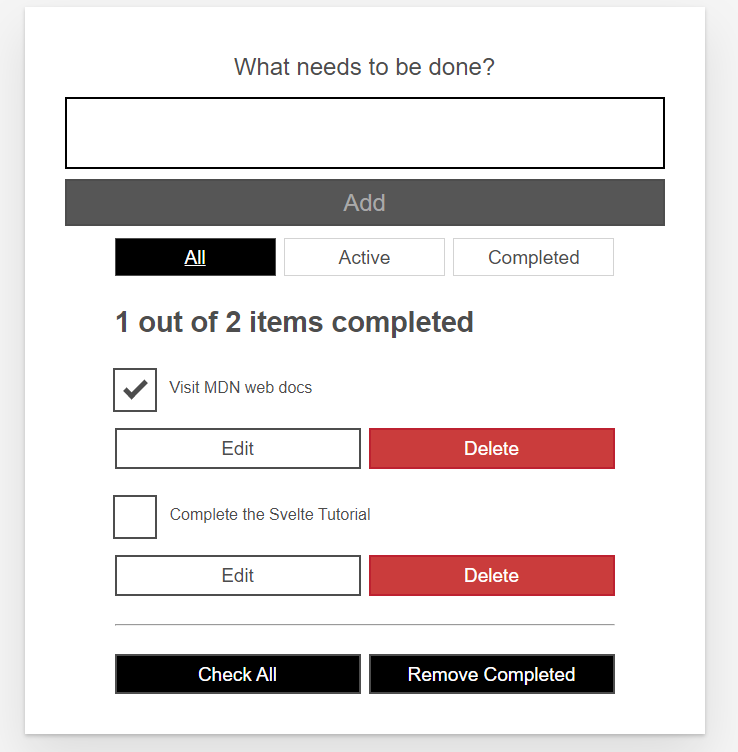 What needs to be done?
Add
All Active Completed
1 out of 2 items completed
Visit MDN web docs
Edit Delete
Complete the Svelte Tutorial
Edit Delete
Check All Remove Completed